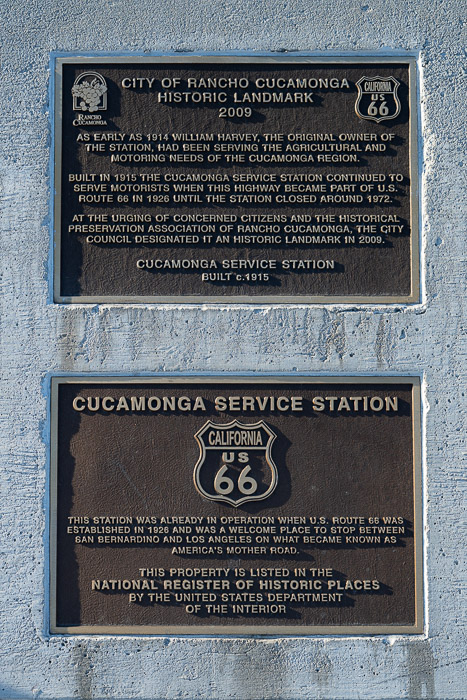 CITY OF RANCHO CUCAMONGA
HISTORIC LANDMARK
2009
RANCHO
CUCAMONGA
CALIFORNIA
US
66
AS EARLY AS 1914 WILLIAM HARVEY, THE ORIGINAL OWNER OF
THE STATION, HAD BEEN SERVING THE AGRICULTURAL AND
MOTORING NEEDS OF THE CUCAMONGA REGION.
BUILT IN 1915 THE CUCAMONGA SERVICE STATION CONTINUED TO
SERVE MOTORISTS WHEN THIS HIGHWAY BECAME PART OF U.S.
ROUTE 66 IN 1926 UNTIL THE STATION CLOSED AROUND 1972.
AT THE URGING OF CONCERNED CITIZENS AND THE HISTORICAL
PRESERVATION ASSOCIATION OF RANCHO CUCAMONGA, THE CITY
COUNCIL DESIGNATED IT AN HISTORIC LANDMARK IN 2009.
CUCAMONGA SERVICE STATION
BUILT c.1915
CUCAMONGA SERVICE STATION
CALIFORNIA
US
66
THIS STATION WAS ALREADY IN OPERATION WHEN U.S. ROUTE 66 WAS
ESTABLISHED IN 1926 AND WAS A WELCOME PLACE TO STOP BETWEEN
SAN BERNARDINO AND LOS ANGELES ON WHAT BECAME KNOWN AS
AMERICA'S MOTHER ROAD.
THIS PROPERTY IS LISTED IN THE
NATIONAL REGISTER OF HISTORIC PLACES
BY THE UNITED STATES DEPARTMENT
OF THE INTERIOR